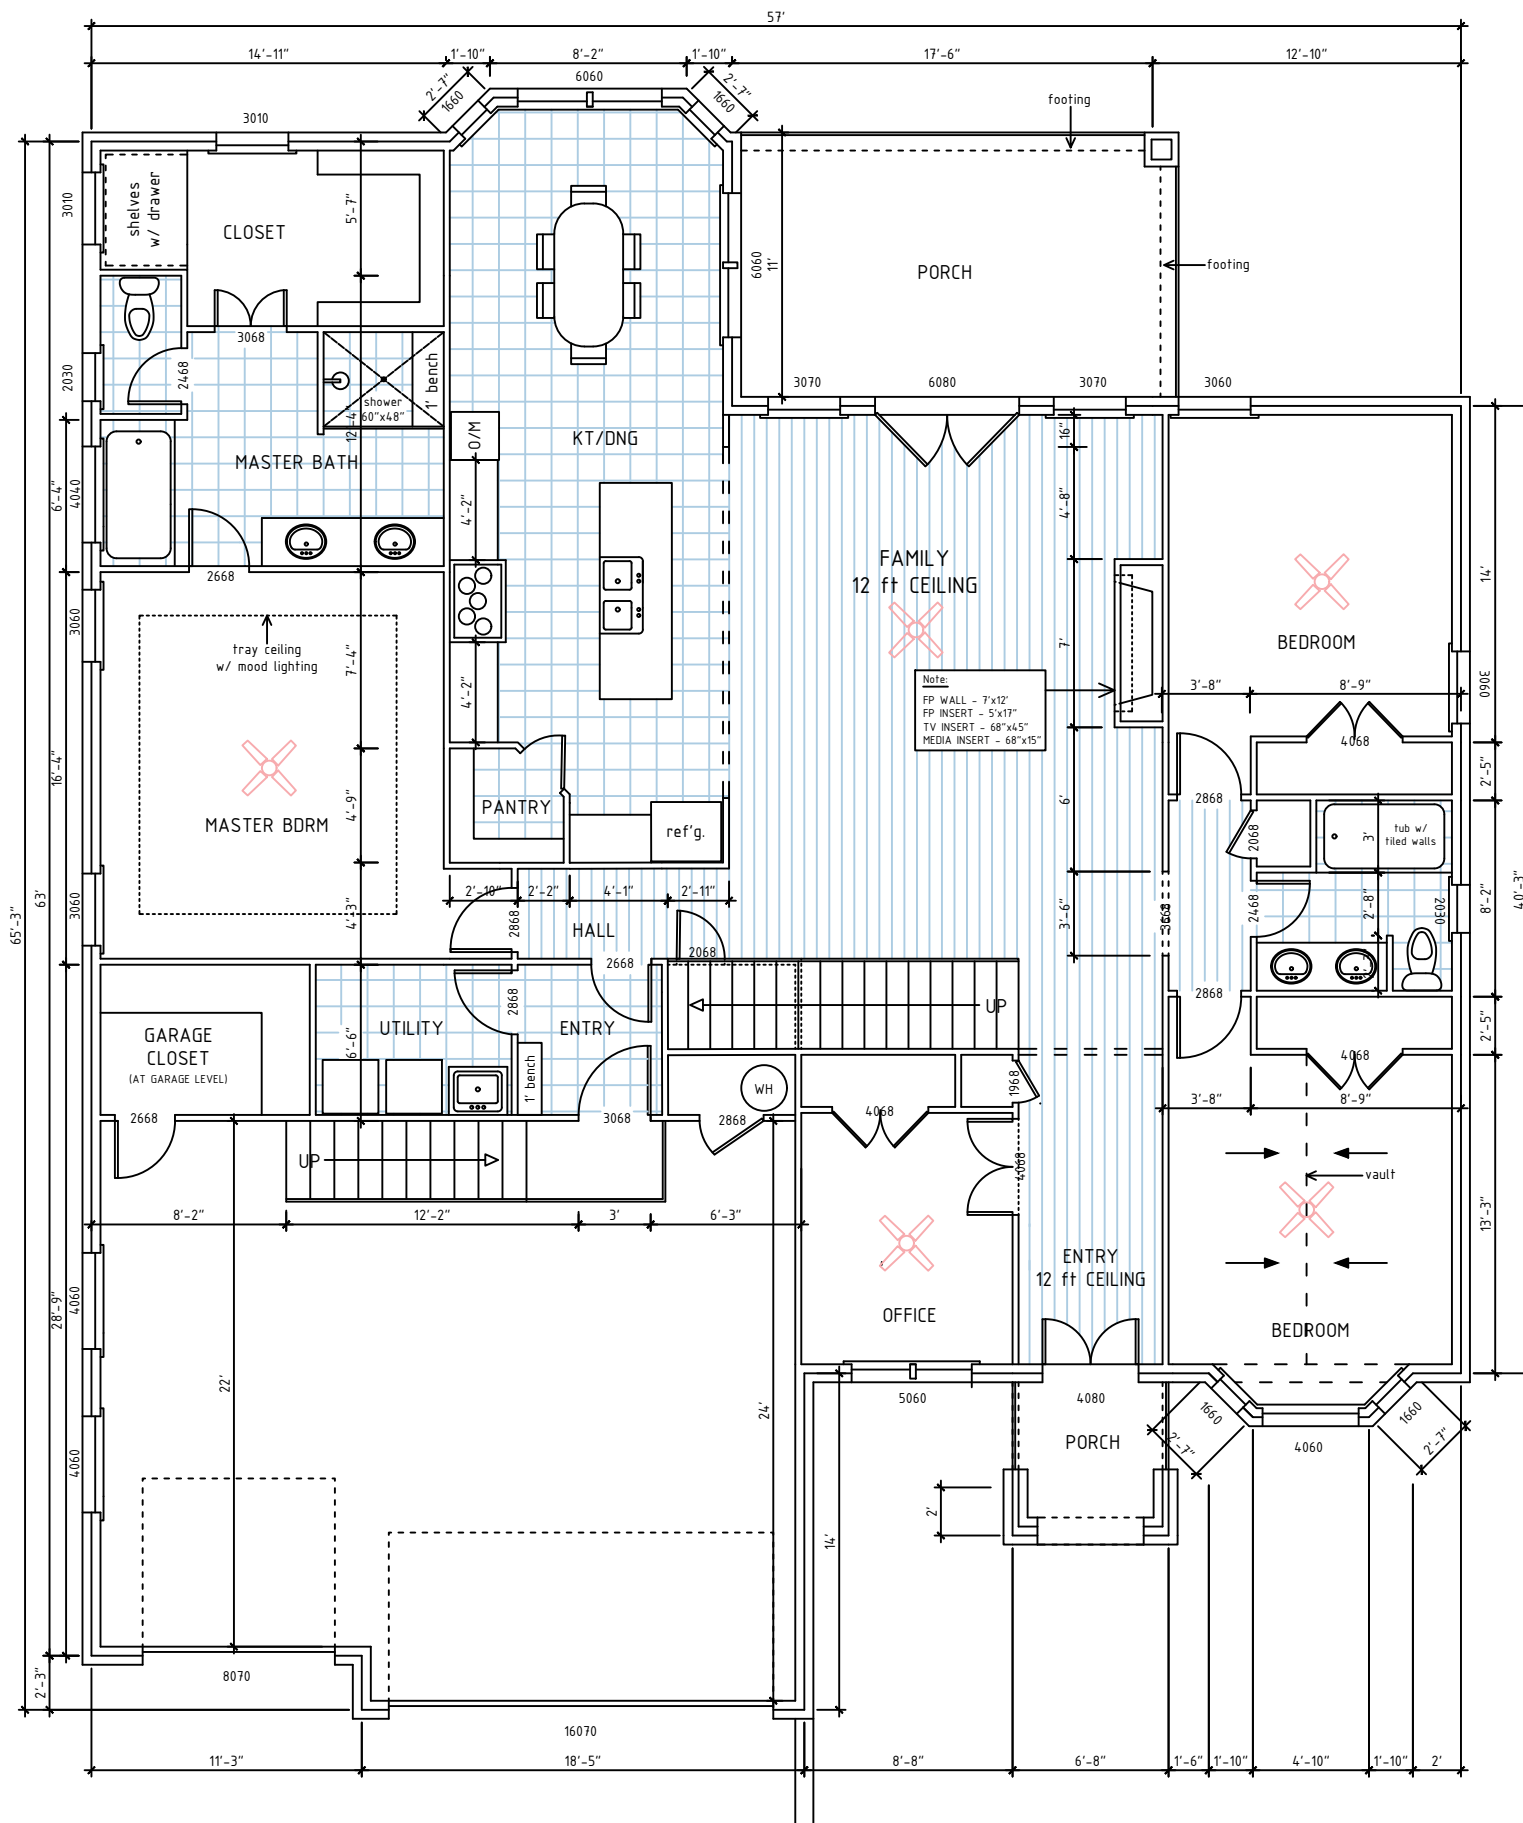 57'
14'-11"
1'-10"
8'-2"
1'-10"
17'-6"
12'-10"
2'-7"
1660
6060
2'-7"
1660
footing
3010
3010
shelves
w/ drawer
CLOSET
5'-7"
6060
11'
PORCH
footing
3068
2468
2030
shower
60"x48"
1' bench
12'-4"
3070
6080
3070
3060
O/M
KT/DNG
MASTER BATH
16"
6'-4"
4040
4'-2"
4'-8"
2668
FAMILY
12 ft CEILING
14'
3060
tray ceiling
w/ mood lighting
7'-4"
4'-2"
7'
BEDROOM
3060
Note:
FP WALL - 7'x12'
FP INSERT - 5'x17"
TV INSERT - 68"x45"
MEDIA INSERT - 68"x15"
3'-8"
8'-9"
4068
16'-4"
MASTER BDRM
4'-9"
PANTRY
ref'g.
6'
2868
2'-5"
2068
3'
tub w/
tiled walls
3060
2'-10"
2'-2"
4'-1"
2'-11"
4'-3"
2868
HALL
2068
2668
3'-6"
3068
2468
2'-8"
2030
8'-2"
40'-3"
65'-3"
63'
2868
UP
2868
GARAGE
CLOSET
(AT GARAGE LEVEL)
UTILITY
6'-6"
ENTRY
1' bench
2'-5"
4068
WH
1968
2668
3068
2868
4068
3'-8"
8'-9"
UP
4068
vault
8'-2"
12'-2"
3'
6'-3"
13'-3"
ENTRY
12 ft CEILING
4060
28'-9"
OFFICE
BEDROOM
22'
24'
5060
4080
1660
1660
PORCH
2'-7"
4060
2'-7"
4060
2'
14'
2'-3"
8070
16070
11'-3"
18'-5"
8'-8"
6'-8"
1'-6"
1'-10"
4'-10"
1'-10"
2'